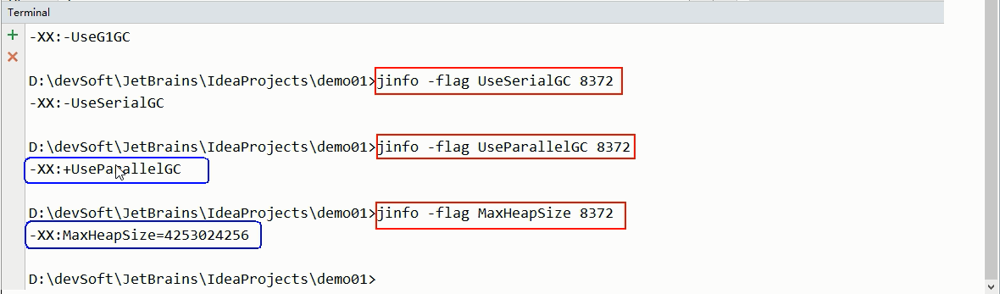 Terminal
-XX:-UseG1GC
D:\devSoft\JetBrains\IdeaProjects\demo01>jinfo -flag UseSerialGC 8372
-XX:-UseSerialGC
D:\devSoft\JetBrains\IdeaProjects\demo01>jinfo -flag UseParallelGC 8372
-XX:+UseParallelGC
D:\devSoft\JetBrains\IdeaProjects\demo01>jinfo -flag MaxHeapSize 8372
-XX:MaxHeapSize=4253024256
D:\devSoft\JetBrains\IdeaProjects\demo01>